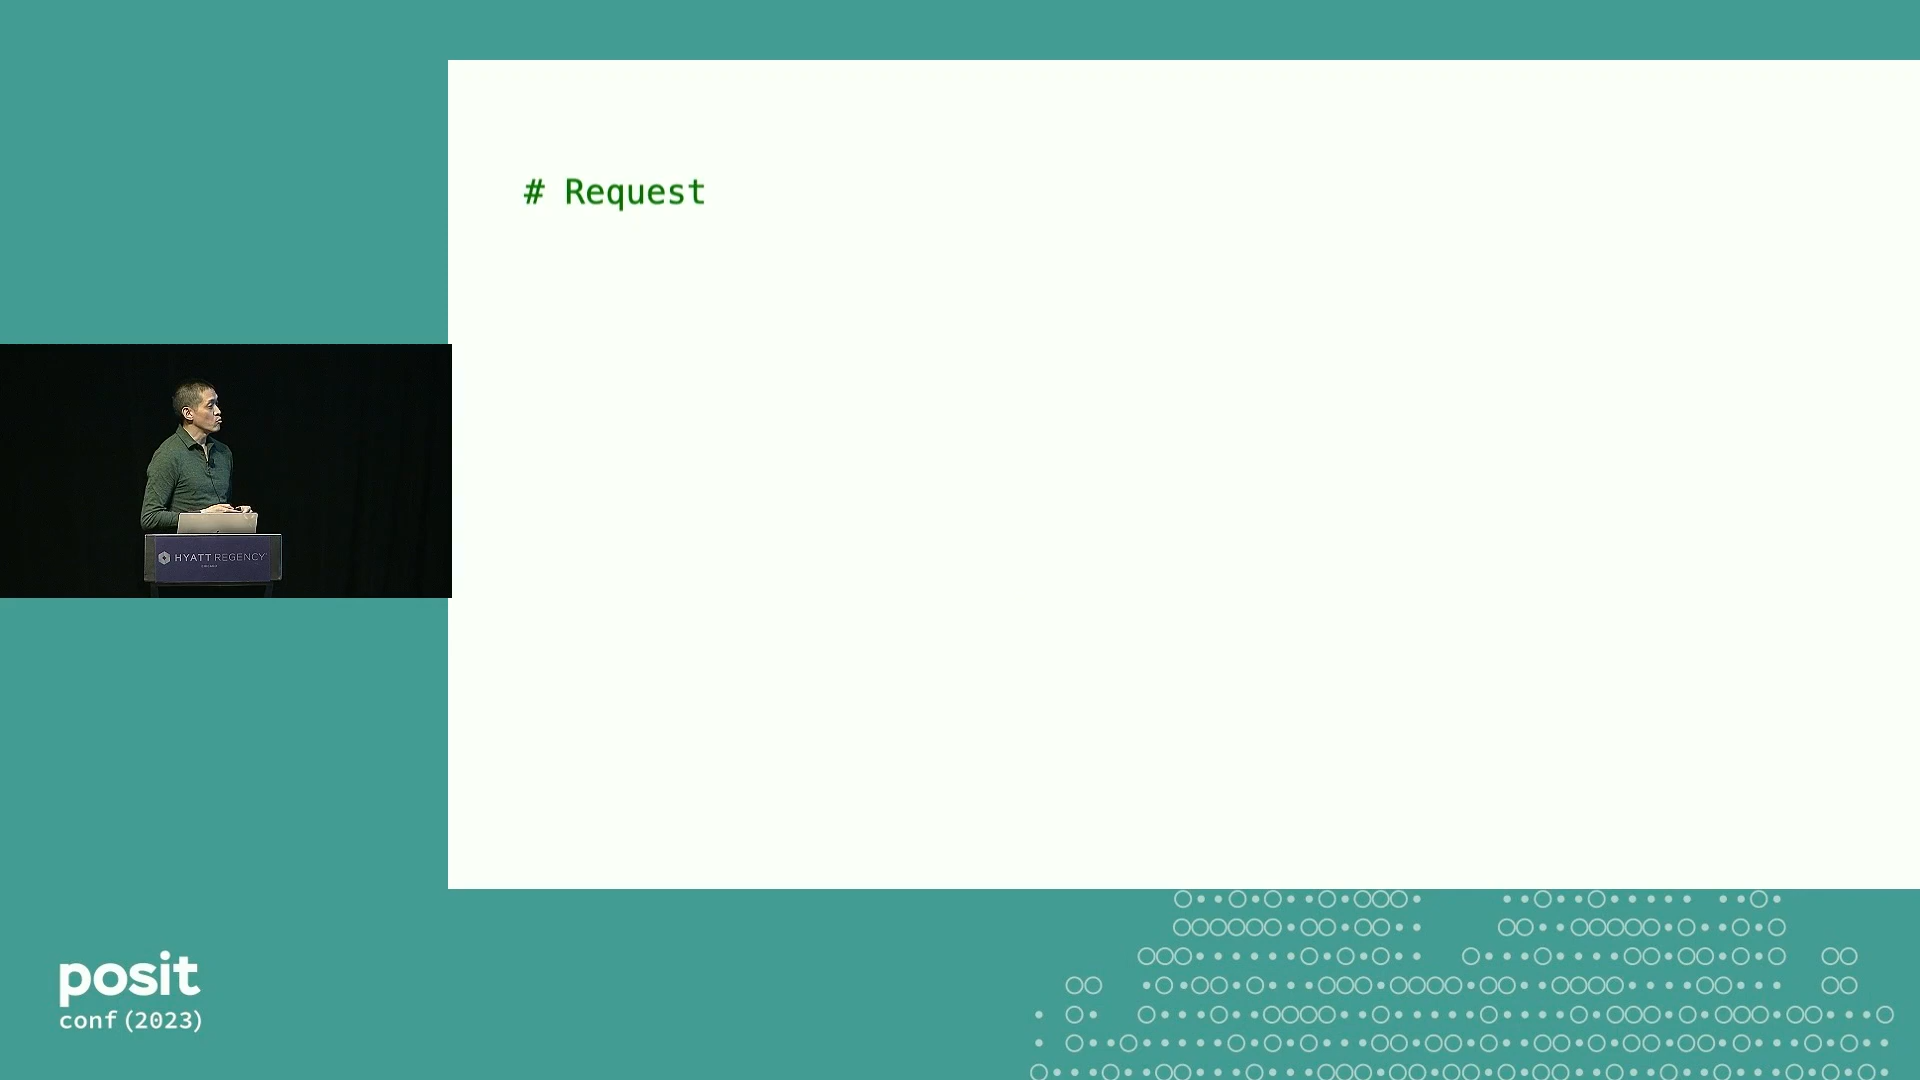 # Request
HYATT REGENCY
posit
conf (2023)